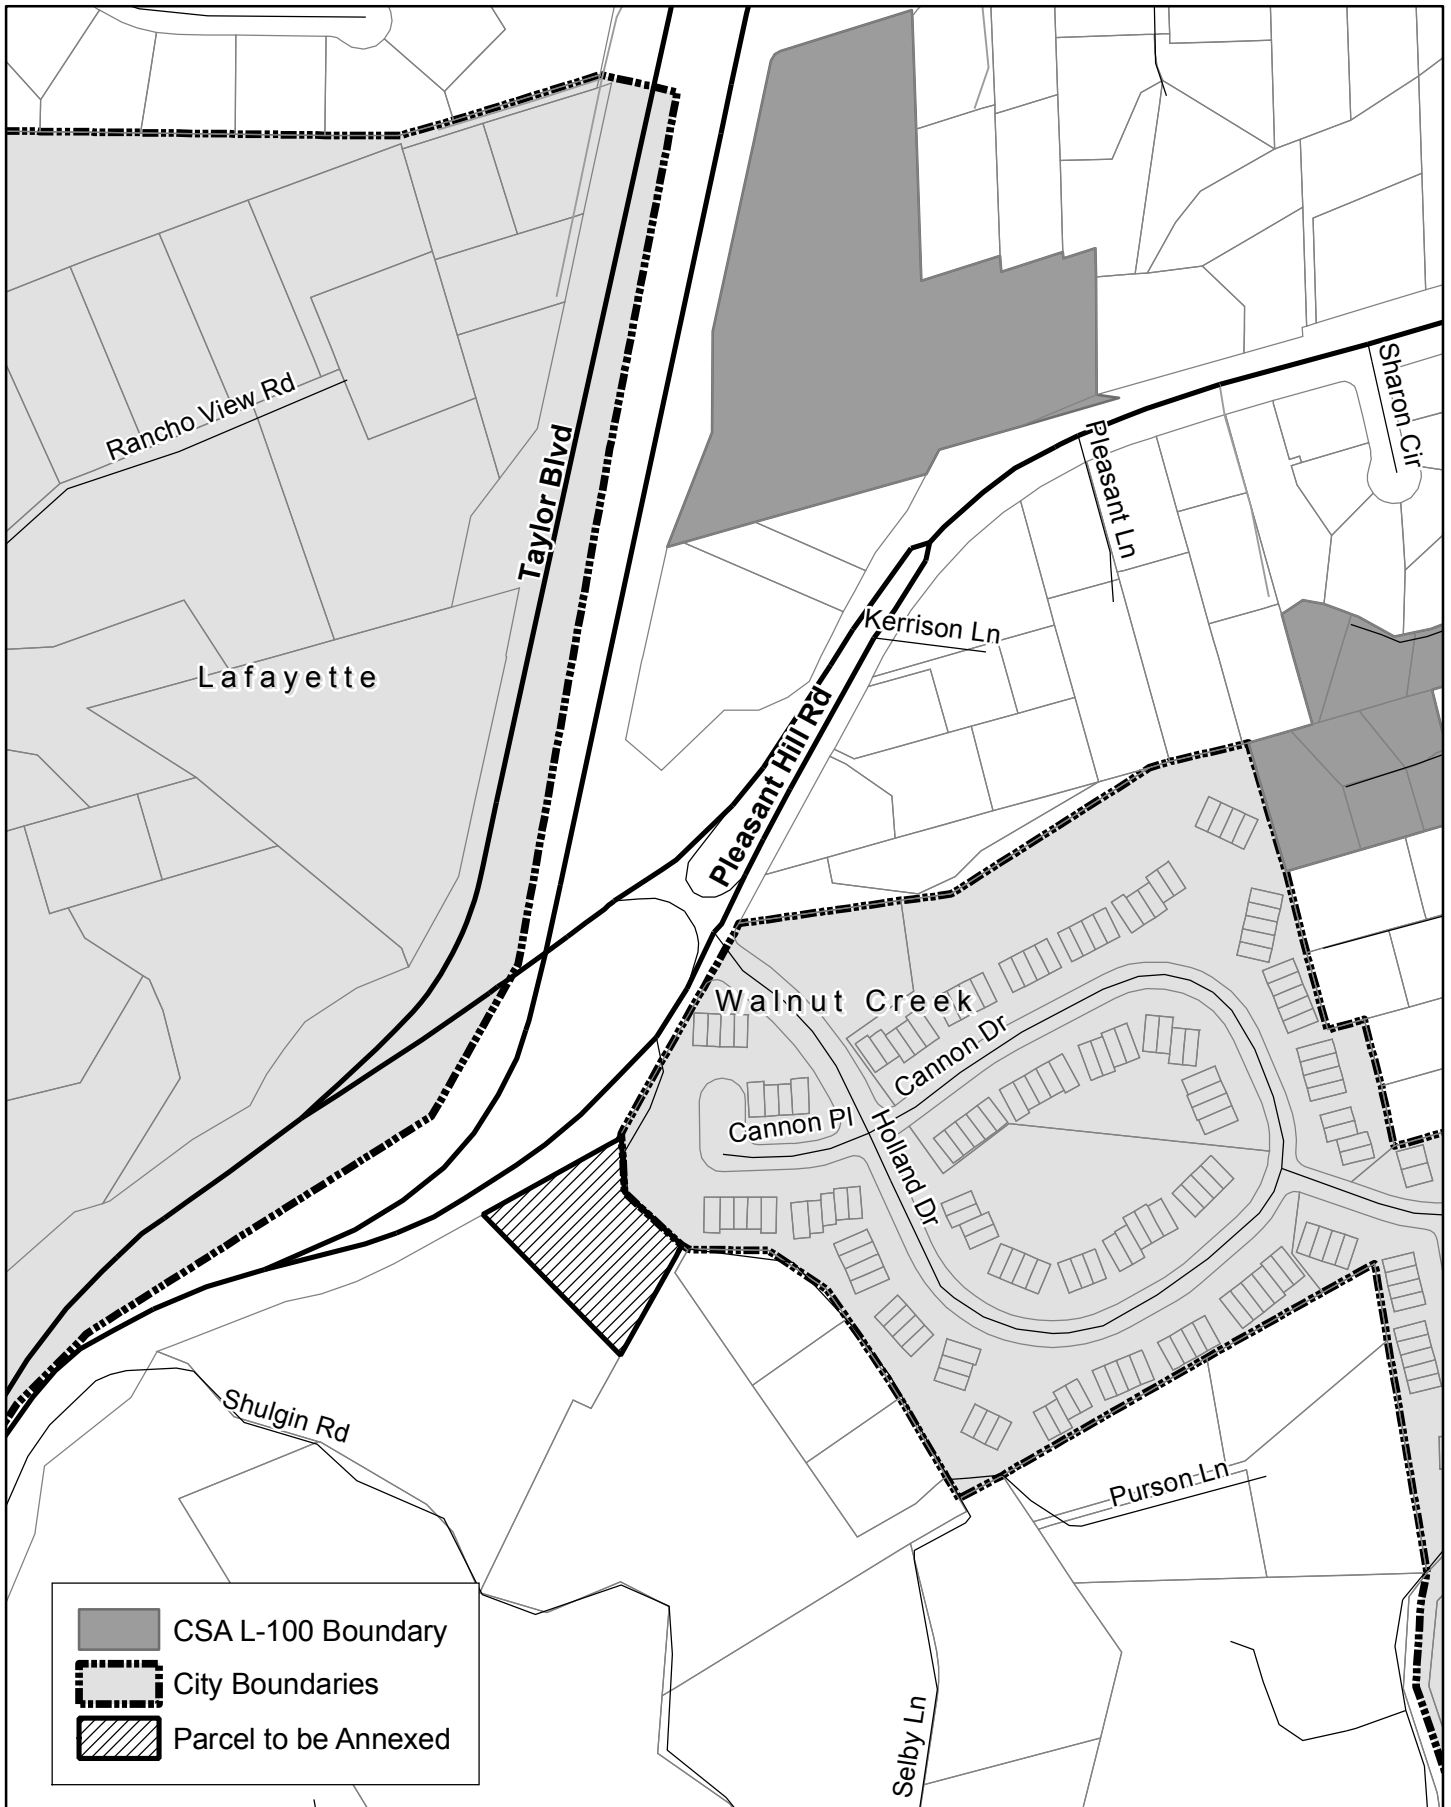 Sharon Cir
Rancho View Rd
Pleasant Ln
Taylor Blvd
Kerrison Ln
Lafayette
Pleasant Hill Rd
Walnut Creek
Cannon Dr
Cannon Pl
Holland Dr
Shulgin Rd
Purson Ln
Selby Ln
CSA L-100 Boundary
City Boundaries
Parcel to be Annexed